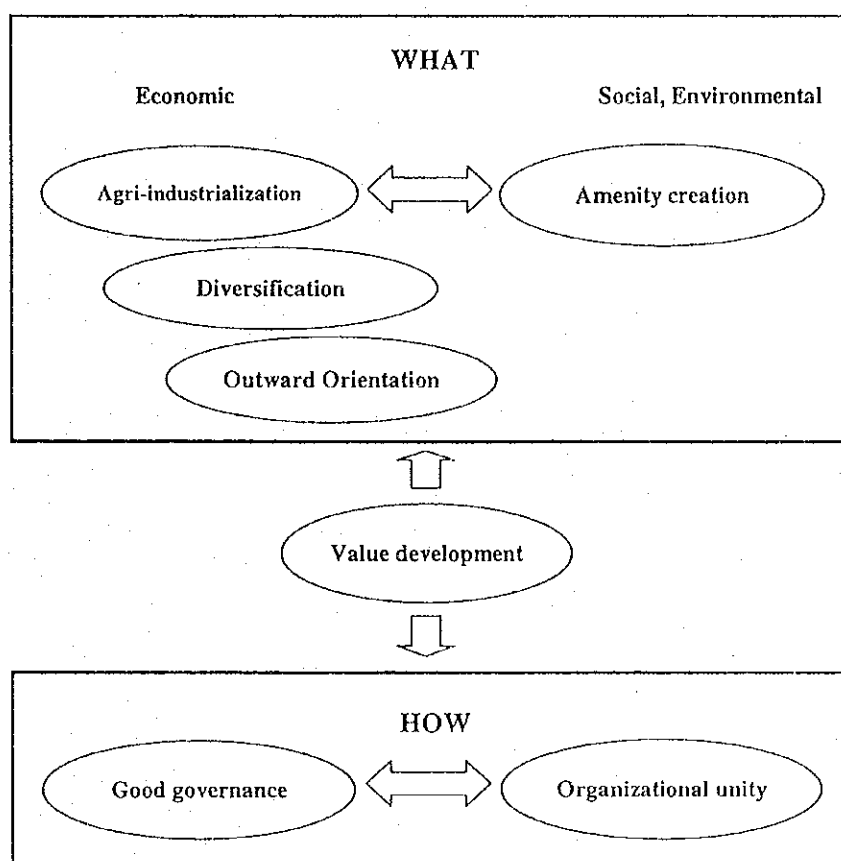 WHAT
Economic
Social, Environmental
Agri-industrialization
Amenity creation
Diversification
Outward Orientation
Value development
HOW
Good governance
Organizational unity